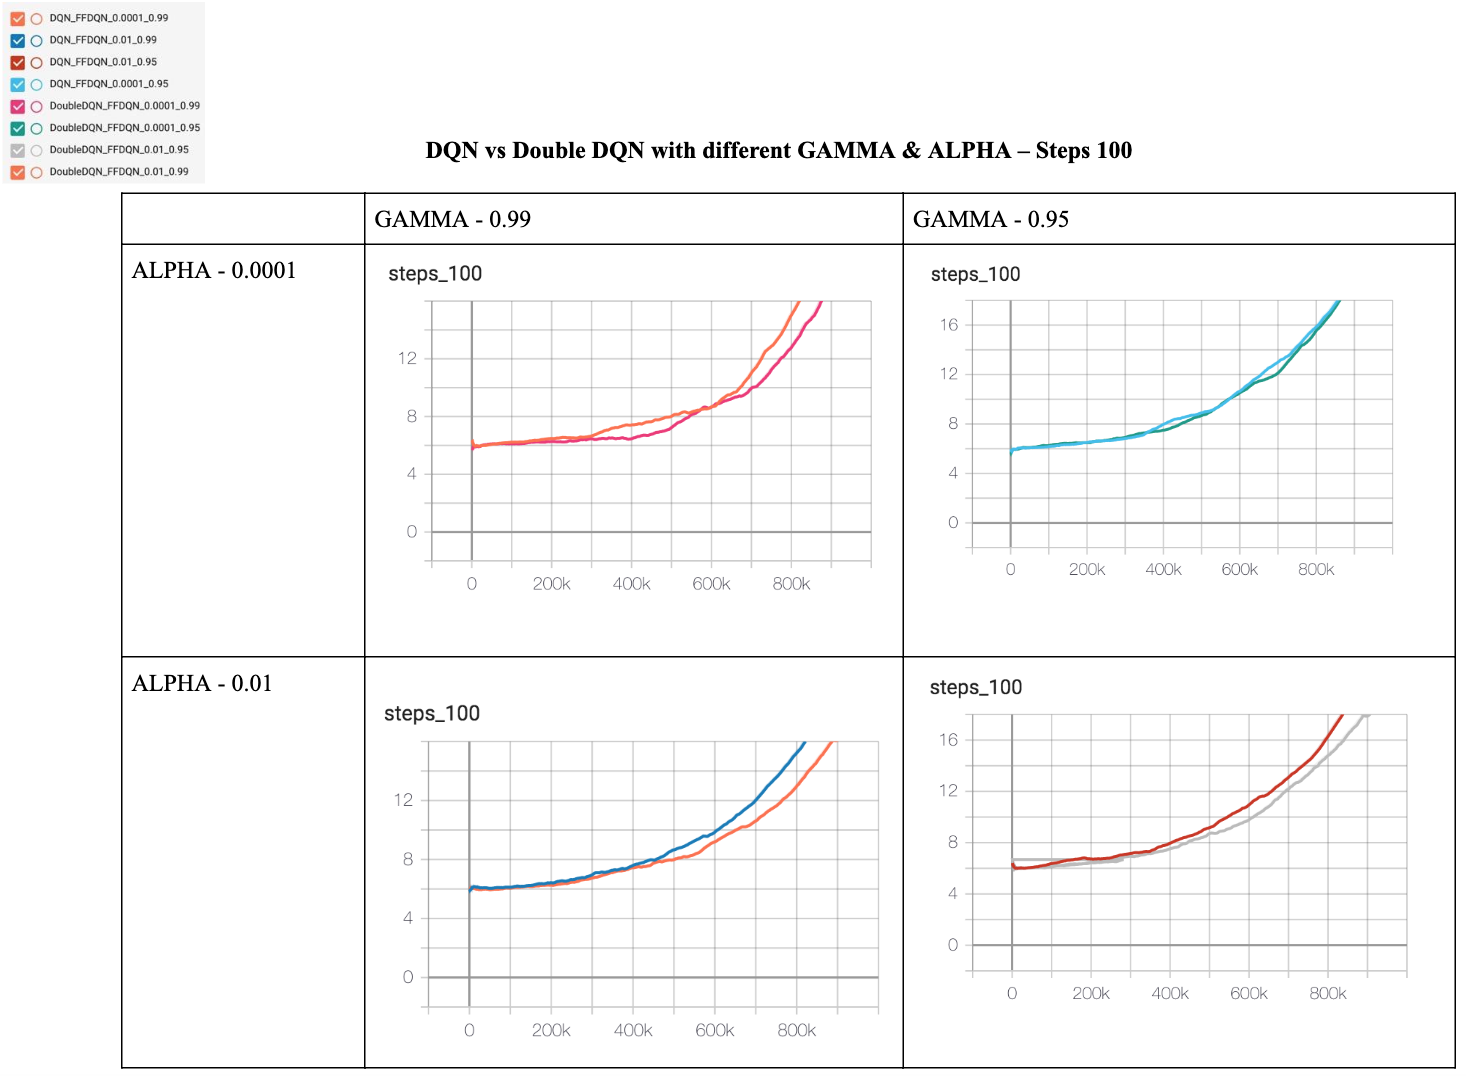 DQN_FFDQN_0.0001_0.99
DQN_FFDQN_0.01_0.99
DQN_FFDQN_0.01_0.95
DQN_FFDQN_0.0001_0.95
DoubleDQN_FFDQN_0.0001_0.99
DoubleDQN_FFDQN_0.0001_0.95
DoubleDQN_FFDQN_0.01_0.95
DoubleDQN_FFDQN_0.01_0.99
DQN vs Double DQN with different GAMMA & ALPHA – Steps 100
GAMMA - 0.99
GAMMA - 0.95
ALPHA - 0.0001
steps_100
12
8
4
0
0 200k 400k 600k 800k
steps_100
16
12
8
4
0
0 200k 400k 600k 800k
ALPHA - 0.01
steps_100
12
8
4
0
0 200k 400k 600k 800k
steps_100
16
12
8
4
0
0 200k 400k 600k 800k